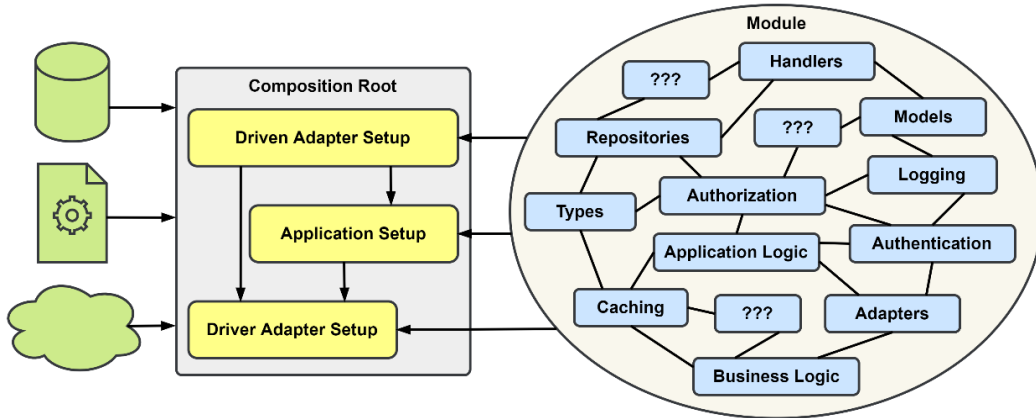 Module
Composition Root
Driven Adapter Setup
Application Setup
Driver Adapter Setup
Handlers
???
Models
Repositories
???
Logging
Authorization
Types
Application Logic
Authentication
Caching
???
Adapters
Business Logic